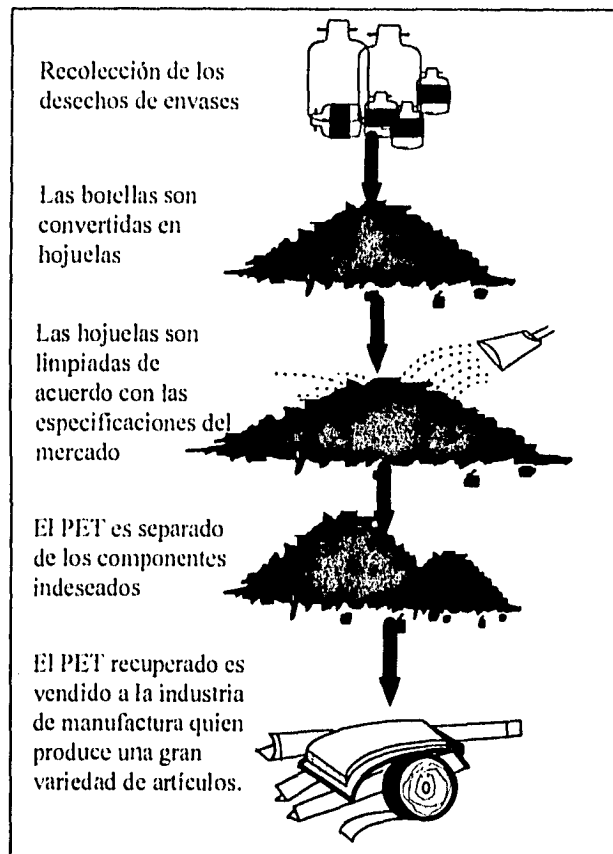 Recolección de los
desechos de envases
Las botellas son
convertidas en
hojuelas
Las hojuelas son
limpiadas de
acuerdo con las
especificaciones del
mercado
El PET es separado
de los componentes
indeseados
El PET recuperado es
vendido a la industria
de manufactura quien
produce una gran
variedad de artículos.